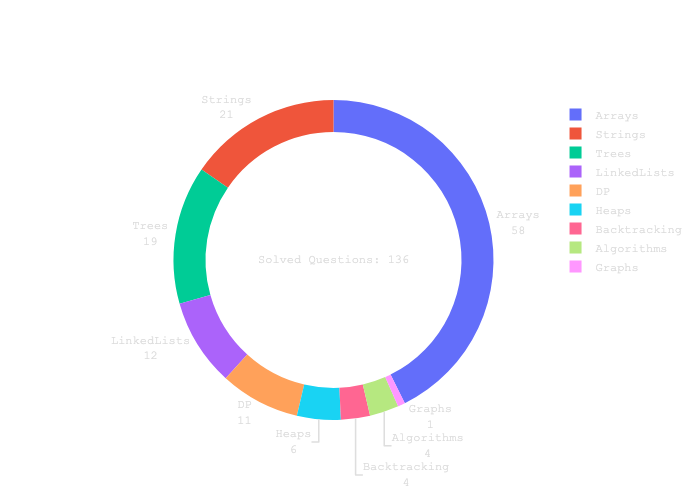 Strings
21
Trees
19
LinkedLists
12
DP
11
Heaps
6
Backtracking
4
Algorithms
4
Graphs
1
Arrays
58
Solved Questions: 136
Arrays
Strings
Trees
LinkedLists
DP
Heaps
Backtracking
Algorithms
Graphs